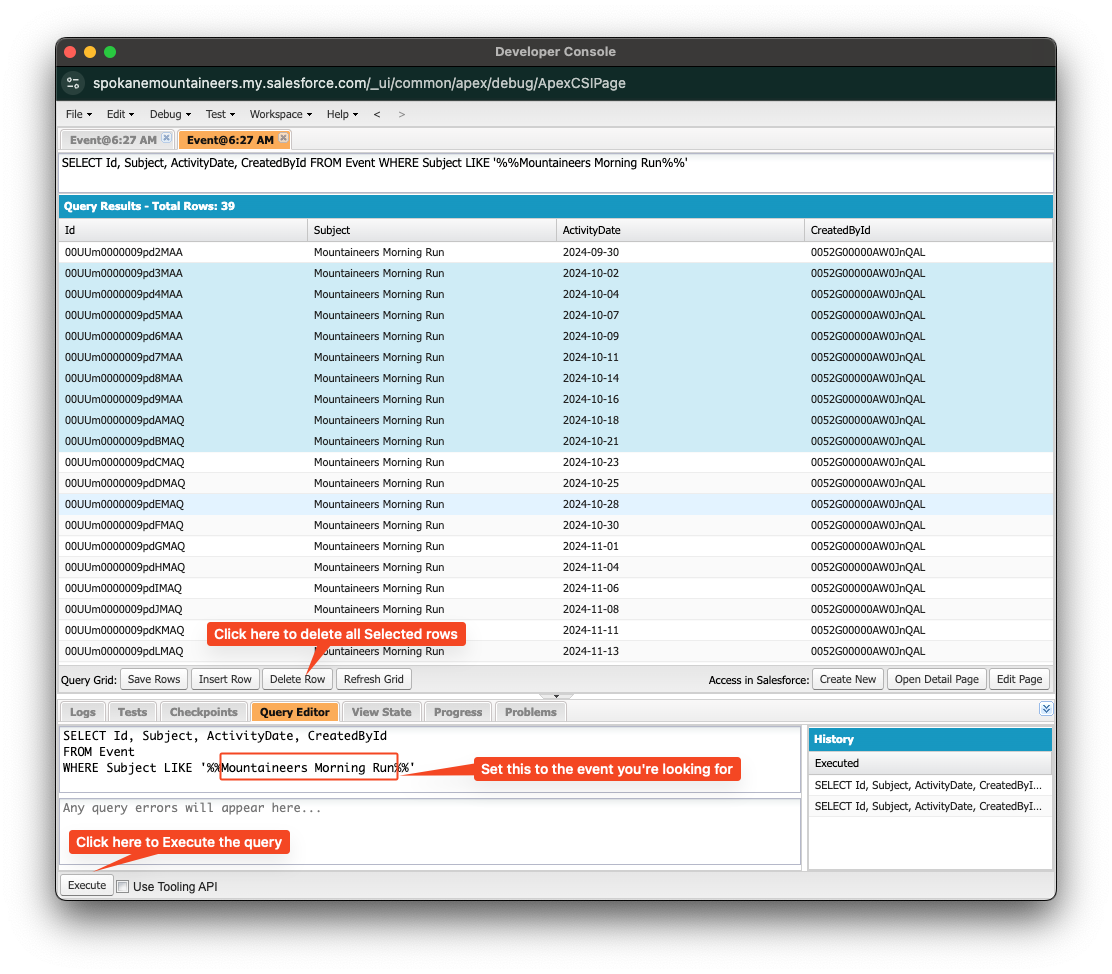 Developer Console
spokanemountaineers.my.salesforce.com/_ui/common/apex/debug/ApexCSIPage
File Edit Debug Test Workspace Help < >
Event@6:27 AM Event@6:27 AM
SELECT Id, Subject, ActivityDate, CreatedById FROM Event WHERE Subject LIKE '%%Mountaineers Morning Run%%'
Query Results - Total Rows: 39
Id Subject ActivityDate CreatedById
00UUm0000009pd2MAA Mountaineers Morning Run 2024-09-30 0052G00000AW0JnQAL
00UUm0000009pd3MAA Mountaineers Morning Run 2024-10-02 0052G00000AW0JnQAL
00UUm0000009pd4MAA Mountaineers Morning Run 2024-10-04 0052G00000AW0JnQAL
00UUm0000009pd5MAA Mountaineers Morning Run 2024-10-07 0052G00000AW0JnQAL
00UUm0000009pd6MAA Mountaineers Morning Run 2024-10-09 0052G00000AW0JnQAL
00UUm0000009pd7MAA Mountaineers Morning Run 2024-10-11 0052G00000AW0JnQAL
00UUm0000009pd8MAA Mountaineers Morning Run 2024-10-14 0052G00000AW0JnQAL
00UUm0000009pd9MAA Mountaineers Morning Run 2024-10-16 0052G00000AW0JnQAL
00UUm0000009pdAMAQ Mountaineers Morning Run 2024-10-18 0052G00000AW0JnQAL
00UUm0000009pdBMAQ Mountaineers Morning Run 2024-10-21 0052G00000AW0JnQAL
00UUm0000009pdCMAQ Mountaineers Morning Run 2024-10-23 0052G00000AW0JnQAL
00UUm0000009pdDMAQ Mountaineers Morning Run 2024-10-25 0052G00000AW0JnQAL
00UUm0000009pdEMAQ Mountaineers Morning Run 2024-10-28 0052G00000AW0JnQAL
00UUm0000009pdFMAQ Mountaineers Morning Run 2024-10-30 0052G00000AW0JnQAL
00UUm0000009pdGMAQ Mountaineers Morning Run 2024-11-01 0052G00000AW0JnQAL
00UUm0000009pdHMAQ Mountaineers Morning Run 2024-11-04 0052G00000AW0JnQAL
00UUm0000009pdIMAQ Mountaineers Morning Run 2024-11-06 0052G00000AW0JnQAL
00UUm0000009pdJMAQ Mountaineers Morning Run 2024-11-08 0052G00000AW0JnQAL
00UUm0000009pdKMAQ 2024-11-11 0052G00000AW0JnQAL
Click here to delete all Selected rows
00UUm0000009pdLMAQ Mountaineers Morning Run 2024-11-13 0052G00000AW0JnQAL
Query Grid: Save Rows Insert Row Delete Row Refresh Grid Access in Salesforce: Create New Open Detail Page Edit Page
Logs Tests Checkpoints Query Editor View State Progress Problems
SELECT Id, Subject, ActivityDate, CreatedById
FROM Event
WHERE Subject LIKE '%%Mountaineers Morning Run%%'
Set this to the event you're looking for
History
Executed
SELECT Id, Subject, ActivityDate, CreatedByI...
SELECT Id, Subject, ActivityDate, CreatedByI...
Any query errors will appear here...
Click here to Execute the query
Execute Use Tooling API